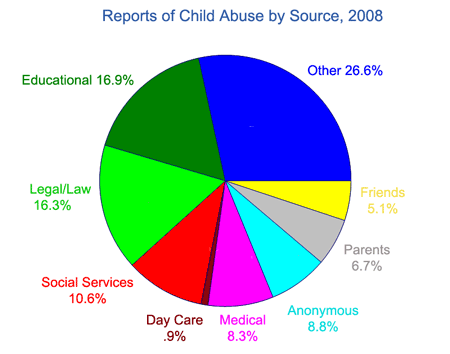 Reports of Child Abuse by Source, 2008
Other 26.6%
Educational 16.9%
Legal/Law
16.3%
Friends
5.1%
Parents
6.7%
Social Services
10.6%
Anonymous
8.8%
Day Care
.9%
Medical
8.3%